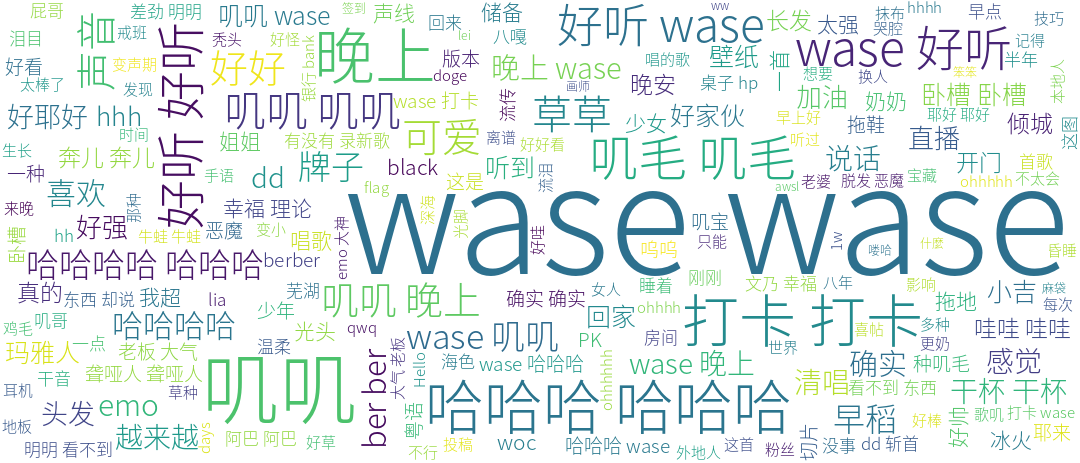 屁哥
差劲 明明
叽叽 wase
签到
声线
回来
储备
好听 wase
ww
长发
抹布
hhhh
早点
技巧
泪目
戒班
秃头
好怪
lei
八嘎
太强
哭腔
记得
声音
好听 好听
晚上
壁纸
唱的歌
一首
wase 好听
半年
好看
变声期
好好
银行 bank
版本
晚上 wase
想要
笨笨
本地人
太棒了
发现
doge
画师
晚安
桌子 hp
换人
叽叽 叽叽
wase 打卡
流传
草草
好家伙
加油
奶奶
卧槽 卧槽
耶好 耶好
好耶好 hhh
可爱
少女
早上好
拖鞋
直播
倾城
这图
时间
姐姐
有没有 录新歌
离谱
好好看
叽毛 叽毛
听过
说话
开门
首歌
生长
奔儿 奔儿
牌子
black
听到
流泪
宝藏
不太会
一种
手语
dd
flag
这是
awsl
老婆
脱发 恶魔
ohhhhh
喜欢
wase wase
来晚
那种
幸福 理论
深夜
光脚
叽宝
好强
牛蛙 牛蛙
恶魔
变小
唱歌
emo 大神
好哇
呜呜
只能
1w
喽哈
什麼
昏睡
卧槽
hh
哈哈哈哈 哈哈哈
berber
真的
东西 却说
我超
lia
芜湖
叽叽 晚上
确实 确实
女人
睡着
刚刚
文乃 幸福
八年
影响
拖地
小吉
麻袋
每次
叽哥
少年
ohhhh
打卡 打卡
喜帖
多种
鸡毛
哈哈哈哈
光头
qwq
wase 叽叽
回家
房间
世界
更奶
哇哇 哇哇
玛雅人
一点
老板 大气
温柔
大气 老板
PK
wase 晚上
确实
种叽毛
感觉
干音
聋哑人 聋哑人
叽叽
ber ber
Hello
海色
wase 哈哈哈
ohhhhhh
清唱
看不到 东西
干杯 干杯
耳机
草种
头发
emo
哈哈哈 哈哈哈
早稻
好棒
好帅
歌叽
打卡 wase
地板
越来越
days
阿巴 阿巴
好草
粤语
投稿
woc
切片
耶来
明明 看不到
不行
哈哈哈 wase
外地人
这首
粉丝
没事
dd 斩首
冰火